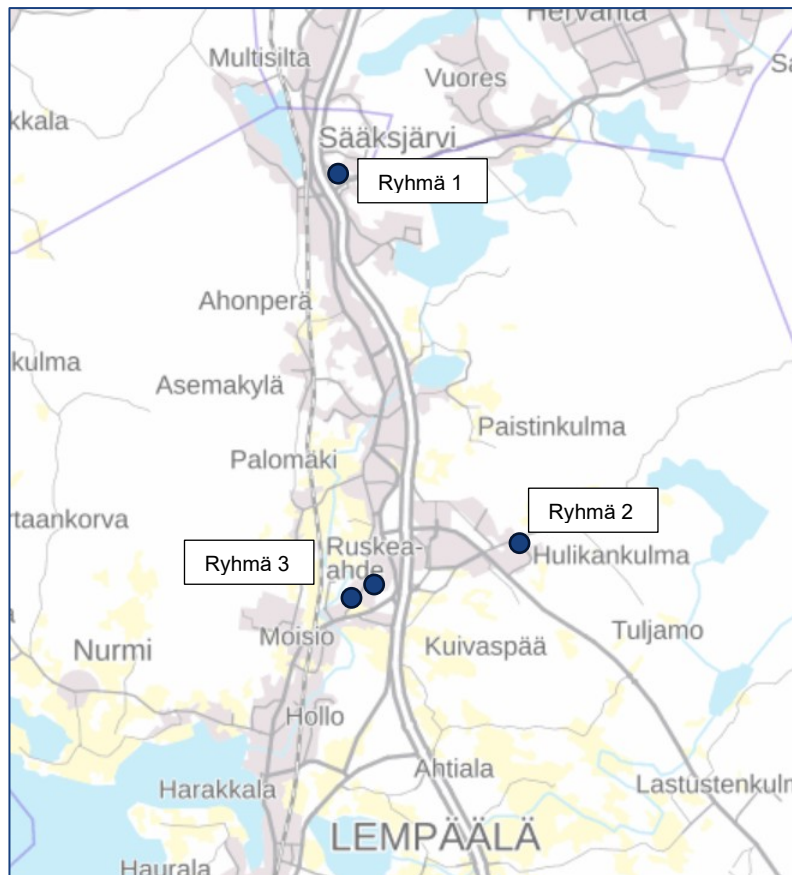 Hervanta
Multisilta
Vuores
Sa
kkala
Sääksjärvi
Ryhmä 1
Ahonperä
kulma
Asemakylä
Paistinkulma
Palomäki
rtaankorva
Ryhmä 2
Ruskea-
ahde
Hulikankulma
Ryhmä 3
Moisio
Tuljamo
Nurmi
Kuivaspää
Hollo
Ahtiala
Harakkala
Lastustenkulm
LEMPÄÄLÄ
Haurala